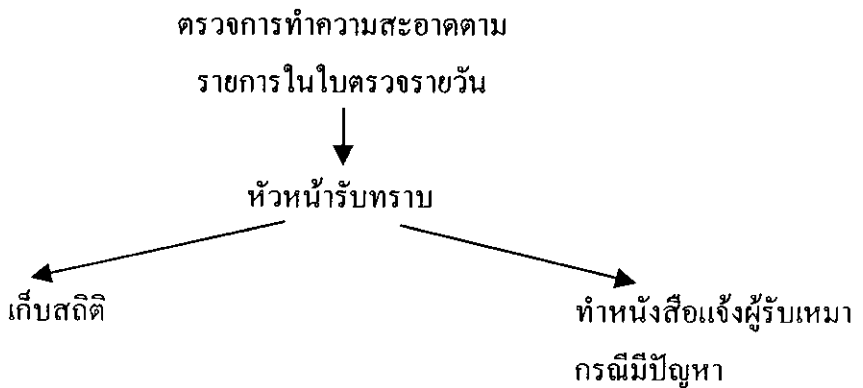 ตรวจการทำความสะอาดตาม
รายการในใบตรวจรายวัน
หัวหน้ารับทราบ
เก็บสถิติ
ทำหนังสือแจ้งผู้รับเหมา
กรณีมีปัญหา